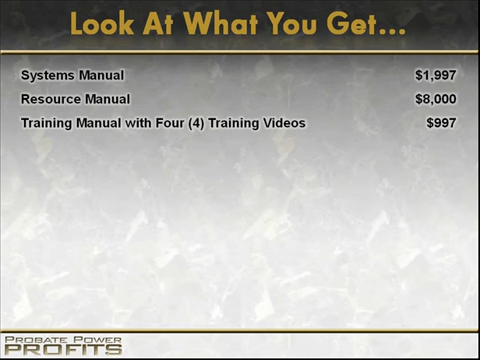 Look At What You Get...
Systems Manual $1,997
Resource Manual $8,000
Training Manual with Four (4) Training Videos $997
PROBATE POWER
PROFITS